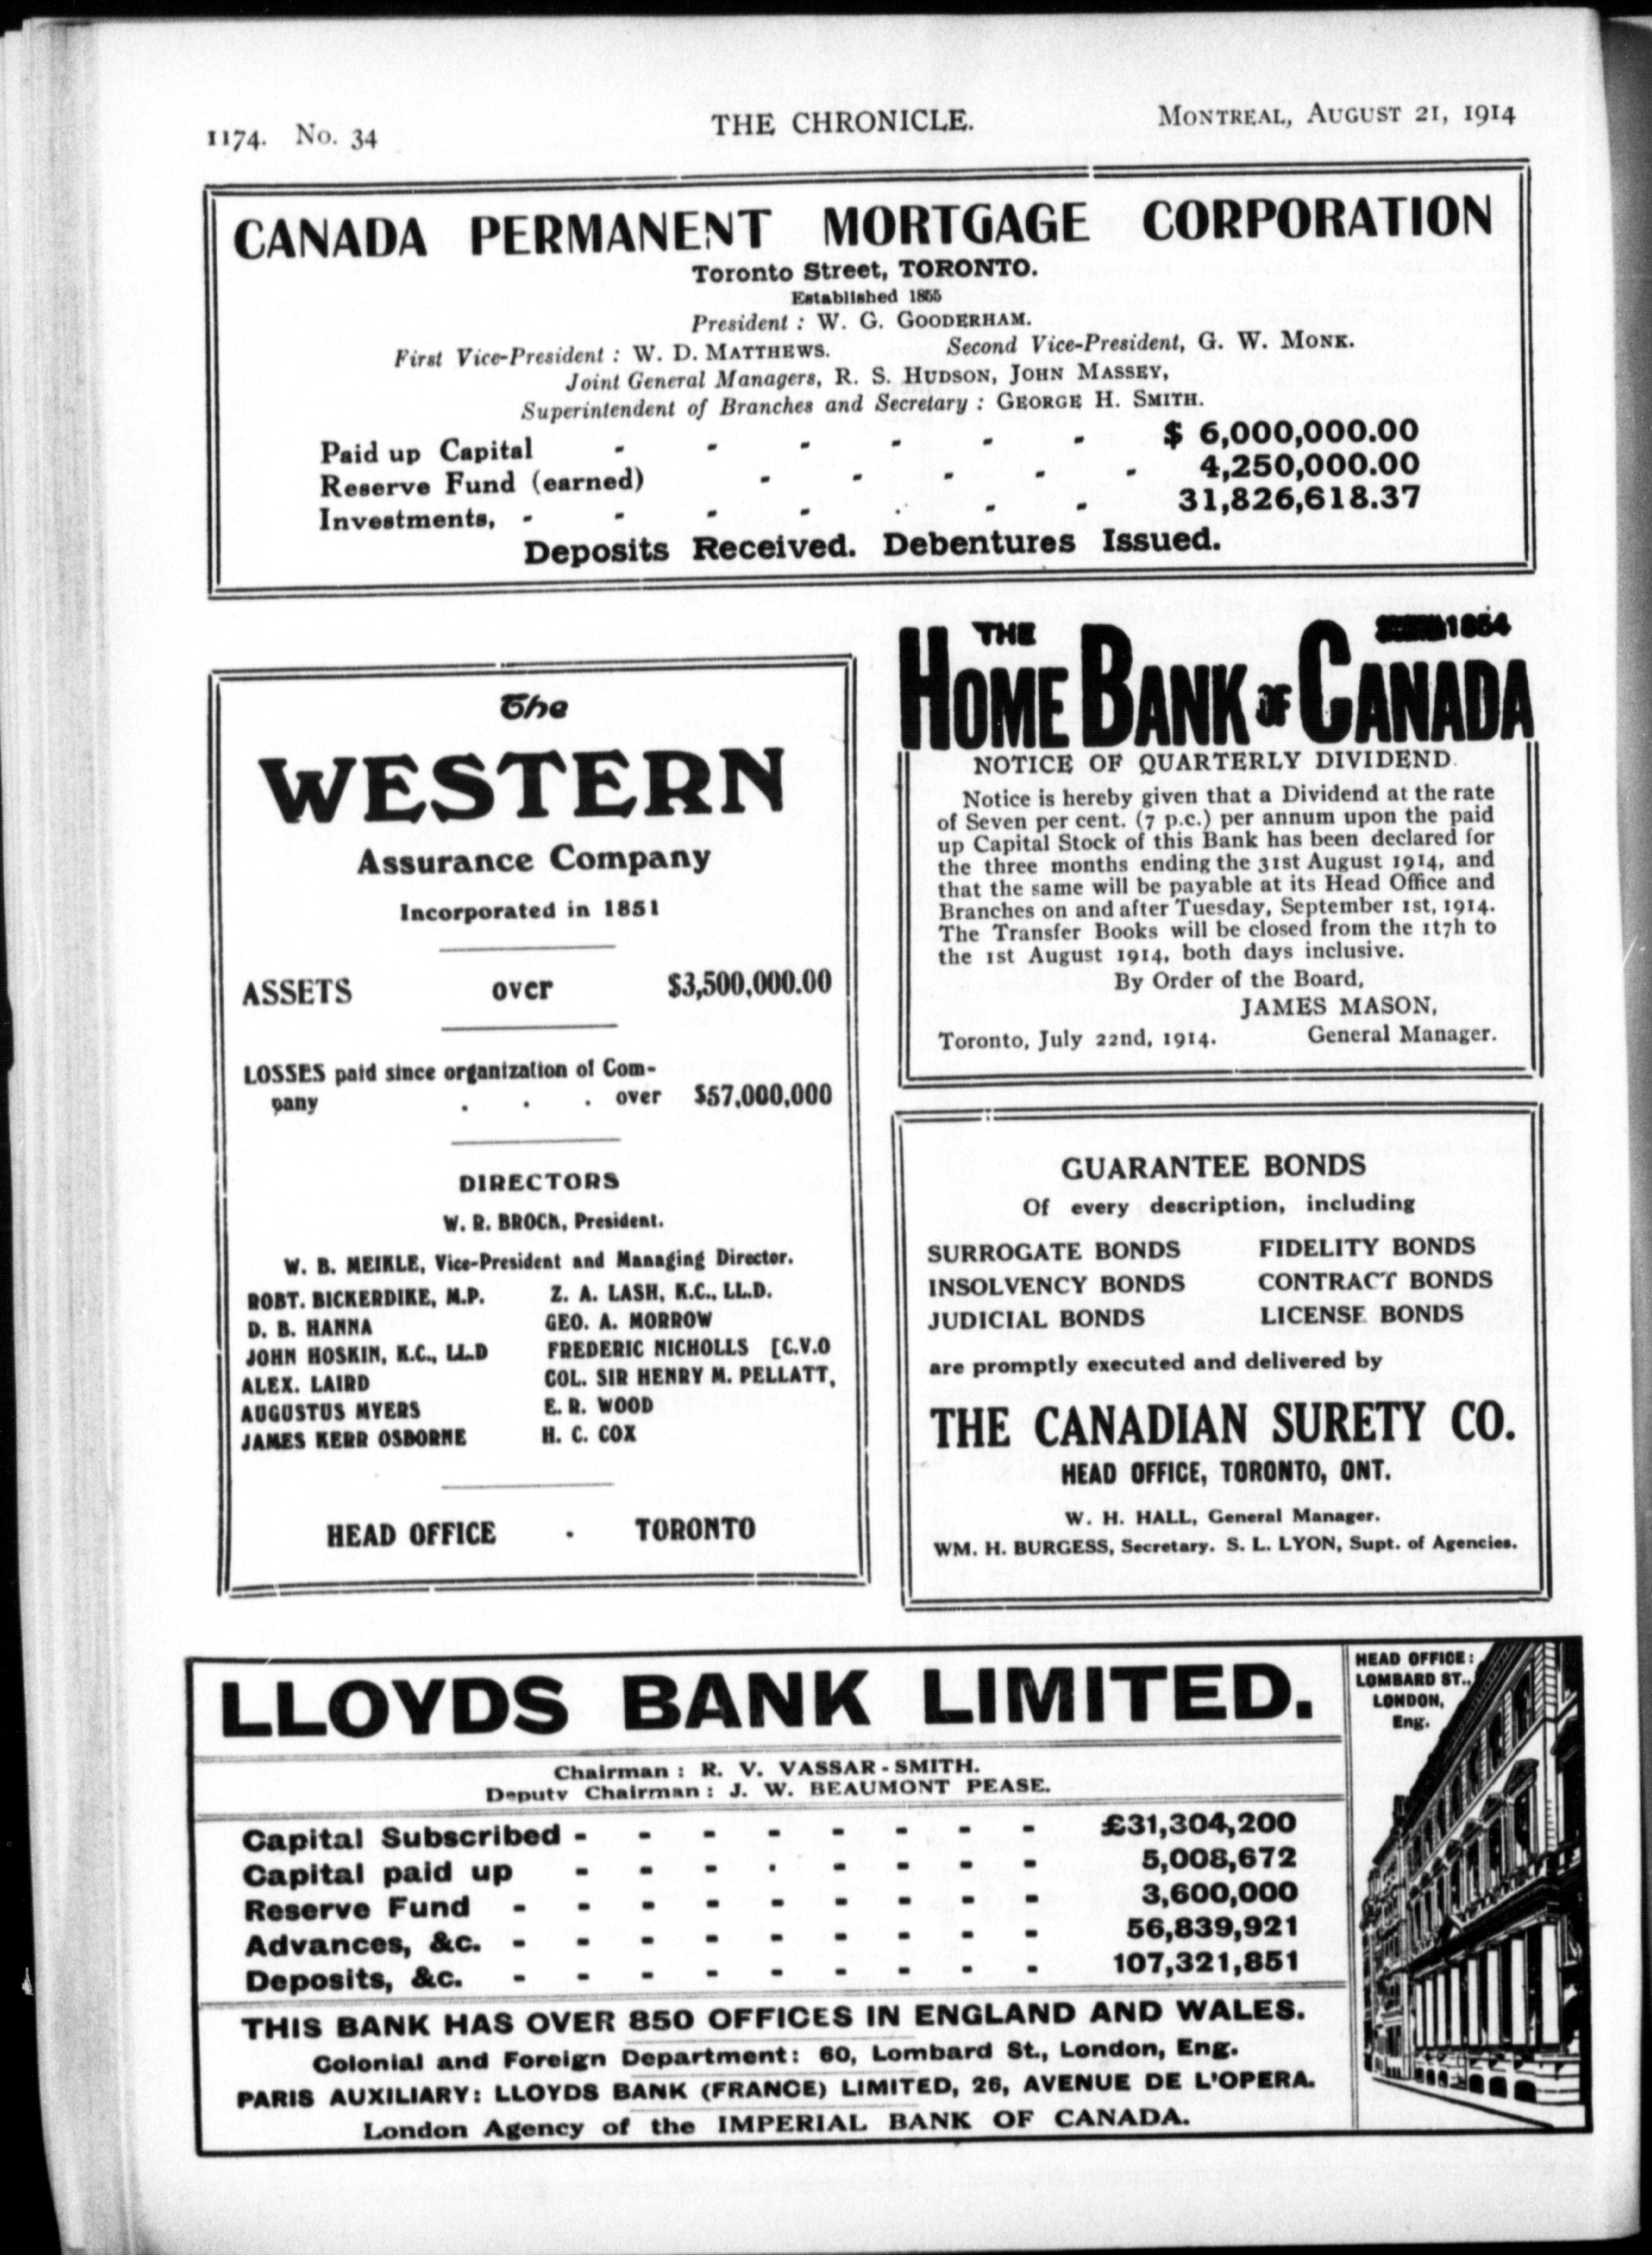 1174. No. 34
THE CHRONICLE.
MONTREAL, AUGUST 21, 1914
CANADA PERMANENT MORTGAGE CORPORATION
Toronto Street, TORONTO.
Established 1855
President : W. G. GOODERHAM.
First Vice-President : W. D. MATTHEWS. Second Vice-President, G. W. MONK.
Joint General Managers, R. S. HUDSON, JOHN MASSEY,
Superintendent of Branches and Secretary : GEORGE H. SMITH.
Paid up Capital - - - - - - $ 6,000,000.00
Reserve Fund (earned) - - - - - 4,250,000.00
Investments, - - - - - - - 31,826,618.37
Deposits Received. Debentures Issued.
The
WESTERN
Assurance Company
Incorporated in 1851
ASSETS over $3,500,000.00
LOSSES paid since organization of Com-
pany . . . over $57,000,000
DIRECTORS
W. R. BROCK, President.
W. B. MEIKLE, Vice-President and Managing Director.
ROBT. BICKERDIKE, M.P. Z. A. LASH, K.C., LL.D.
D. B. HANNA GEO. A. MORROW
JOHN HOSKIN, K.C., LL.D FREDERIC NICHOLLS [C.V.O
ALEX. LAIRD COL. SIR HENRY M. PELLATT,
AUGUSTUS MYERS E. R. WOOD
JAMES KERR OSBORNE H. C. COX
HEAD OFFICE - TORONTO
THE 1854
HOME BANK OF CANADA
NOTICE OF QUARTERLY DIVIDEND.
Notice is hereby given that a Dividend at the rate
of Seven per cent. (7 p.c.) per annum upon the paid
up Capital Stock of this Bank has been declared for
the three months ending the 31st August 1914, and
that the same will be payable at its Head Office and
Branches on and after Tuesday, September 1st, 1914.
The Transfer Books will be closed from the 1t7h to
the 1st August 1914, both days inclusive.
By Order of the Board,
JAMES MASON,
Toronto, July 22nd, 1914. General Manager.
GUARANTEE BONDS
Of every description, including
SURROGATE BONDS FIDELITY BONDS
INSOLVENCY BONDS CONTRACT BONDS
JUDICIAL BONDS LICENSE BONDS
are promptly executed and delivered by
THE CANADIAN SURETY CO.
HEAD OFFICE, TORONTO, ONT.
W. H. HALL, General Manager.
WM. H. BURGESS, Secretary. S. L. LYON, Supt. of Agencies.
LLOYDS BANK LIMITED.
Chairman : R. V. VASSAR-SMITH.
Deputy Chairman : J. W. BEAUMONT PEASE.
Capital Subscribed - - - - - - - - £31,304,200
Capital paid up - - - - - - - - 5,008,672
Reserve Fund - - - - - - - - - 3,600,000
Advances, &c. - - - - - - - - - 56,839,921
Deposits, &c. - - - - - - - - - 107,321,851
THIS BANK HAS OVER 850 OFFICES IN ENGLAND AND WALES.
Colonial and Foreign Department: 60, Lombard St., London, Eng.
PARIS AUXILIARY: LLOYDS BANK (FRANCE) LIMITED, 26, AVENUE DE L'OPERA.
London Agency of the IMPERIAL BANK OF CANADA.
HEAD OFFICE:
LOMBARD ST.,
LONDON,
Eng.